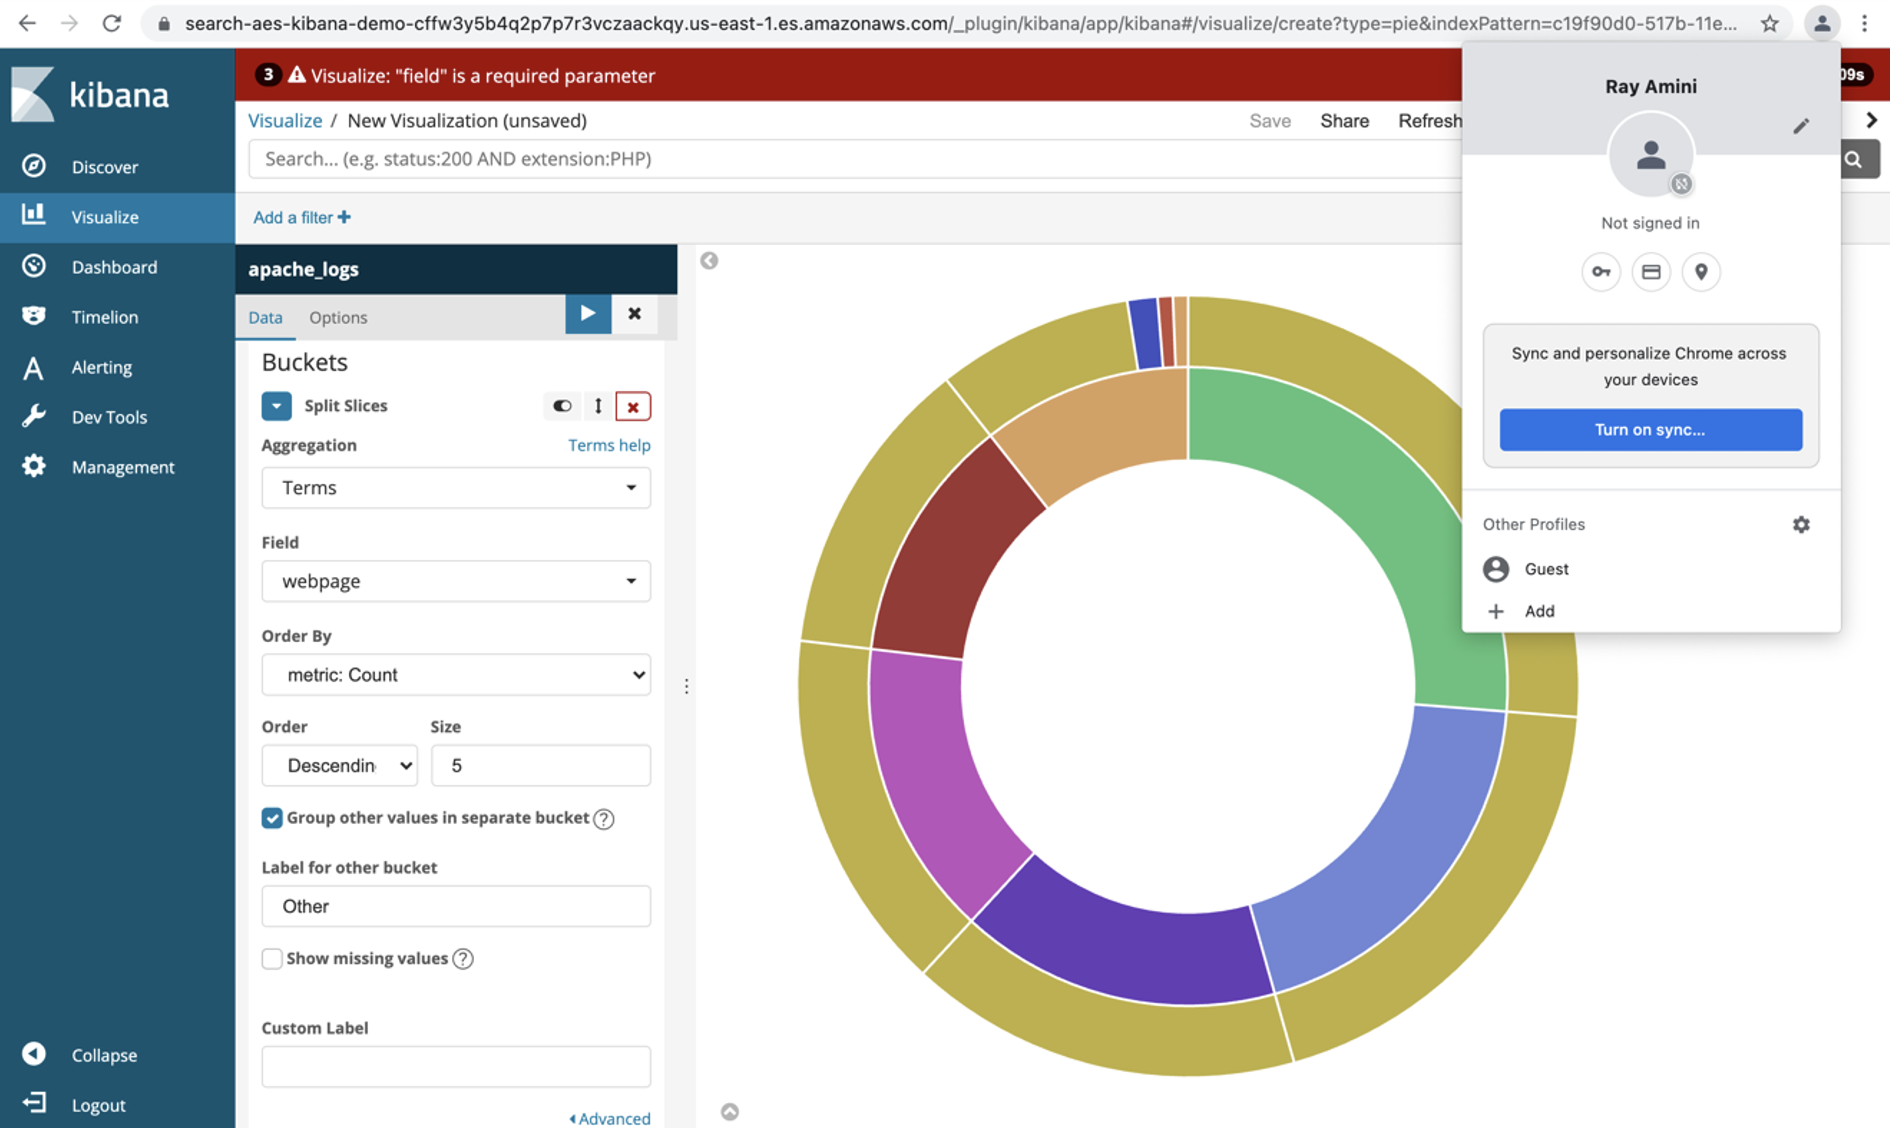 search-aes-kibana-demo-cffw3y5b4q2p7p7r3vczaackqy.us-east-1.es.amazonaws.com/_plugin/kibana/app/kibana#/visualize/create?type=pie&indexPattern=c19f90d0-517b-11e...
kibana
Discover
Visualize
Dashboard
Timelion
Alerting
Dev Tools
Management
Collapse
Logout
3 Visualize: "field" is a required parameter
09s
Visualize / New Visualization (unsaved)
Save Share Refresh
Search... (e.g. status:200 AND extension:PHP)
Add a filter +
apache_logs
Data Options
Buckets
Split Slices
Aggregation Terms help
Terms
Field
webpage
Order By
metric: Count
Order Size
Descendin 5
Group other values in separate bucket ?
Label for other bucket
Other
Show missing values ?
Custom Label
Advanced
Ray Amini
Not signed in
Sync and personalize Chrome across
your devices
Turn on sync...
Other Profiles
Guest
+ Add